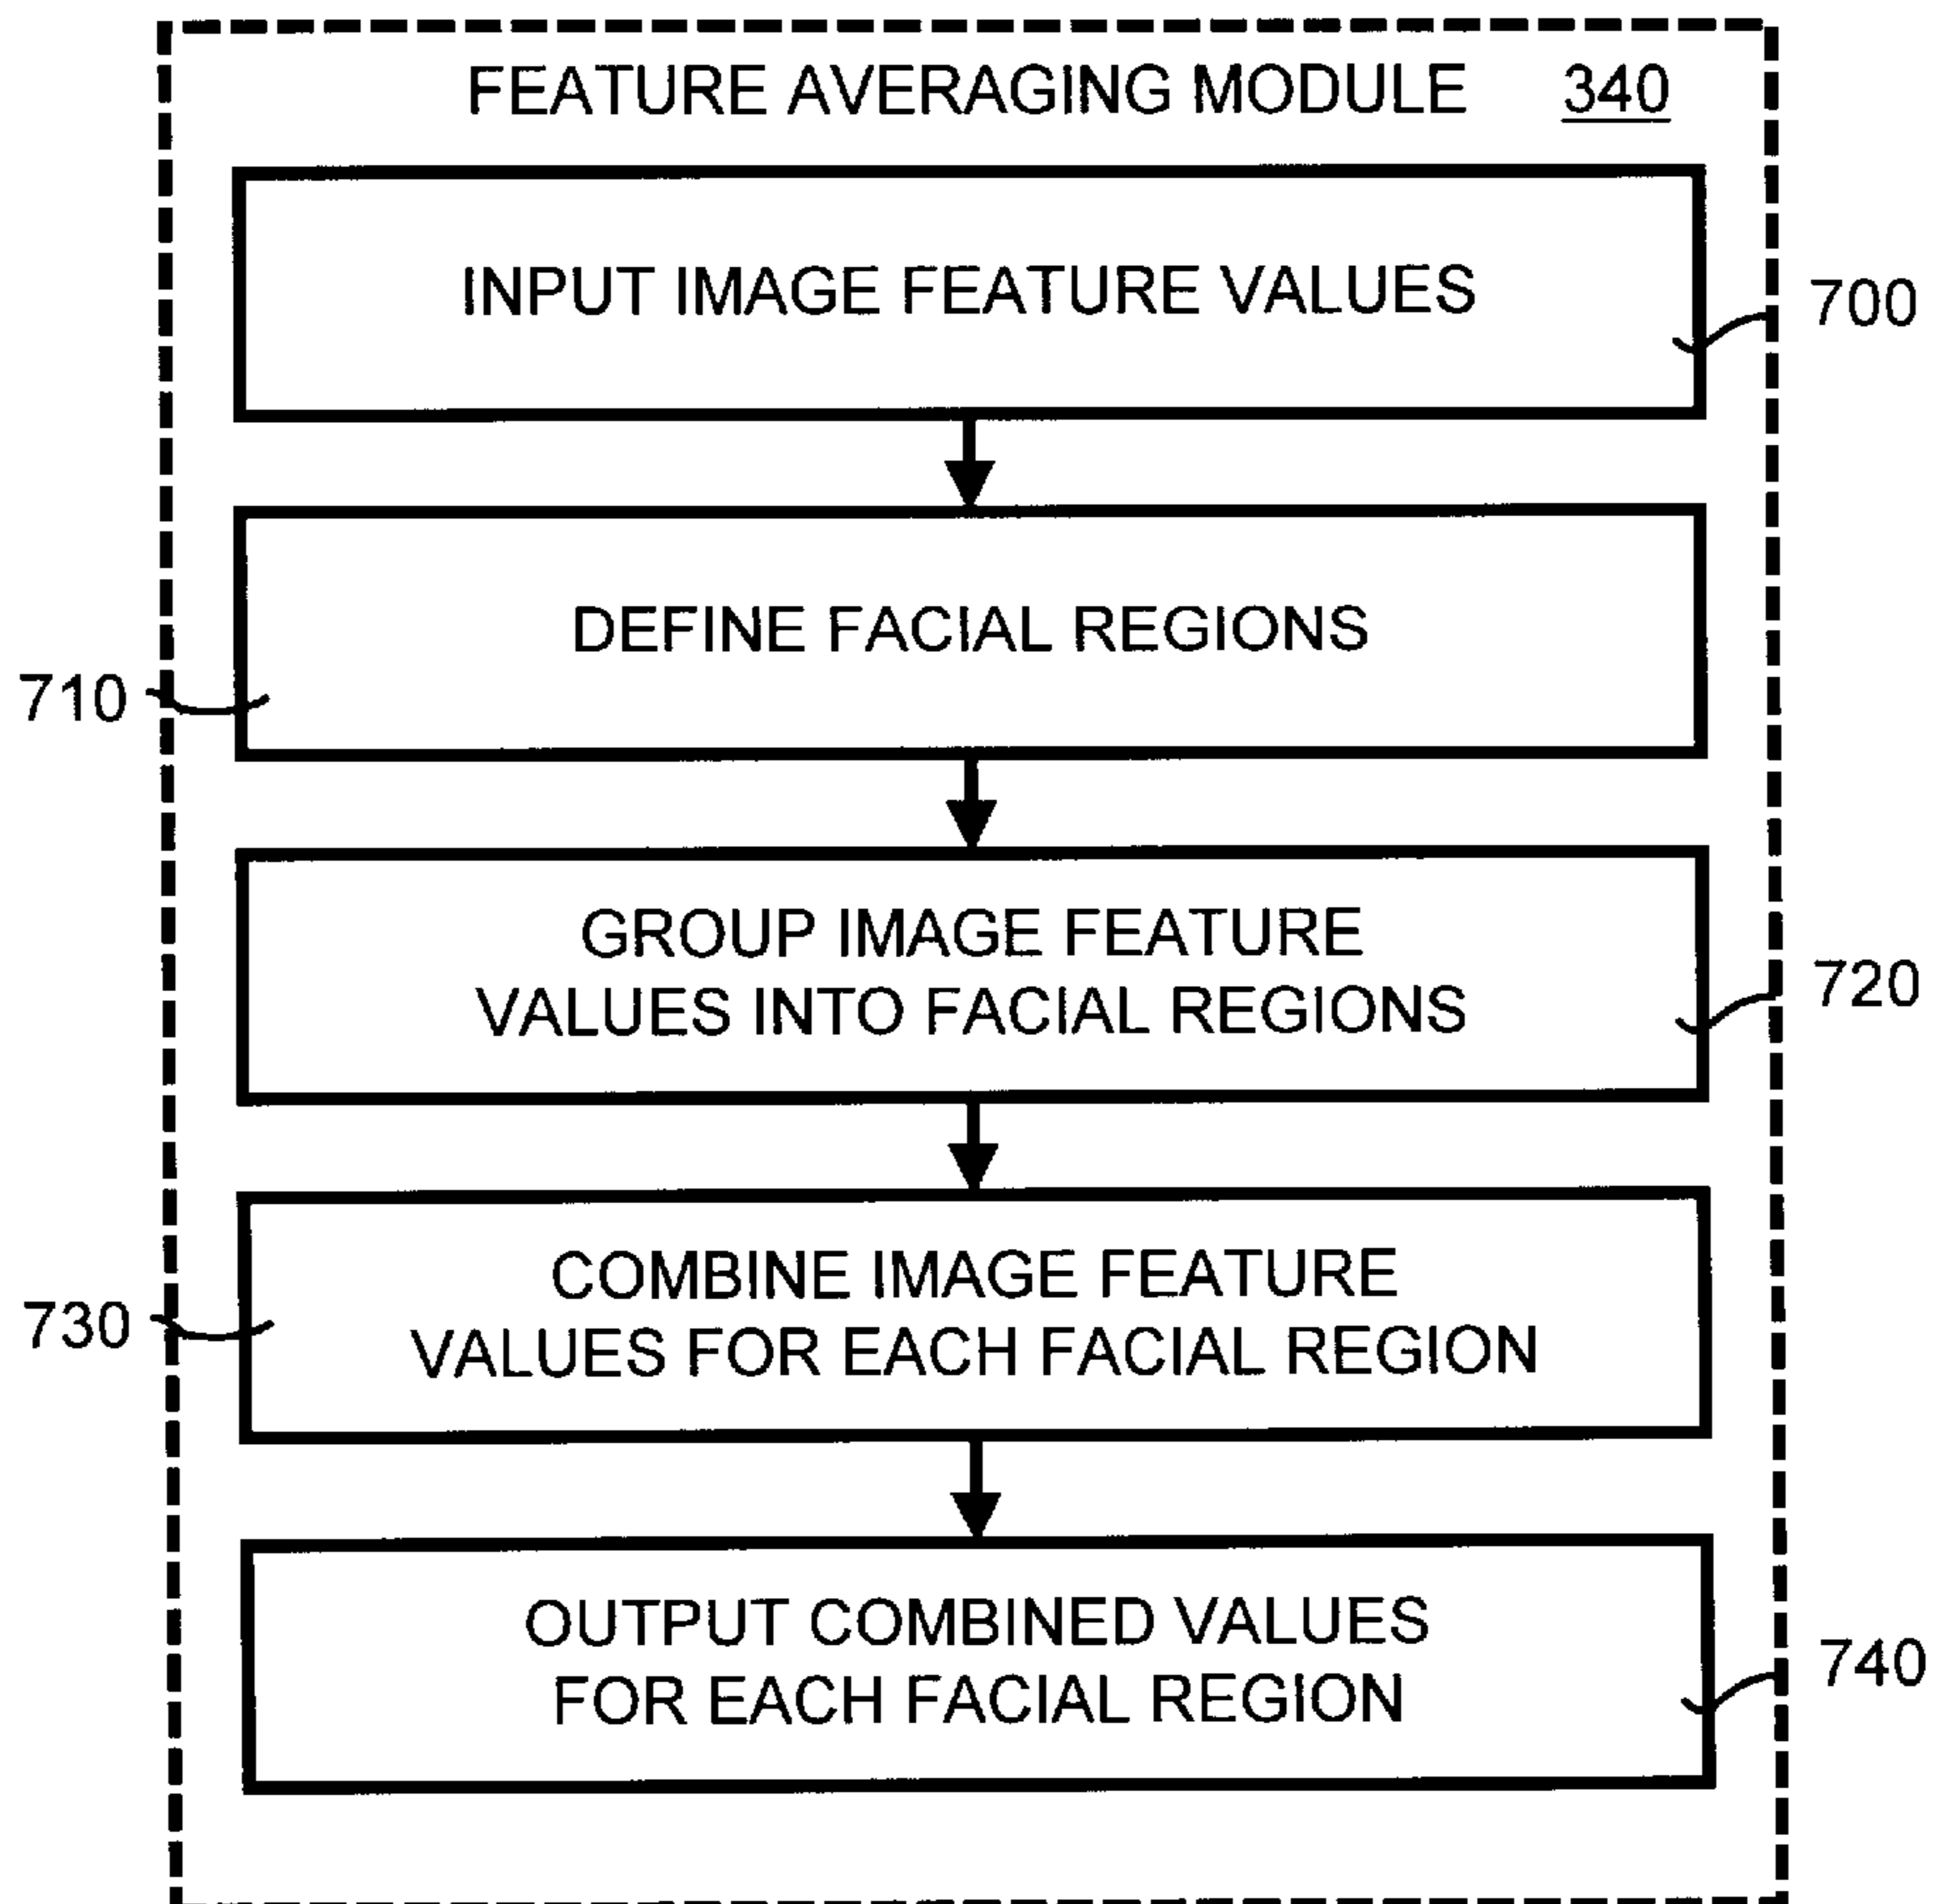 FEATURE AVERAGING MODULE 340
INPUT IMAGE FEATURE VALUES
700
DEFINE FACIAL REGIONS
710
GROUP IMAGE FEATURE
VALUES INTO FACIAL REGIONS
720
COMBINE IMAGE FEATURE
VALUES FOR EACH FACIAL REGION
730
OUTPUT COMBINED VALUES
FOR EACH FACIAL REGION
740